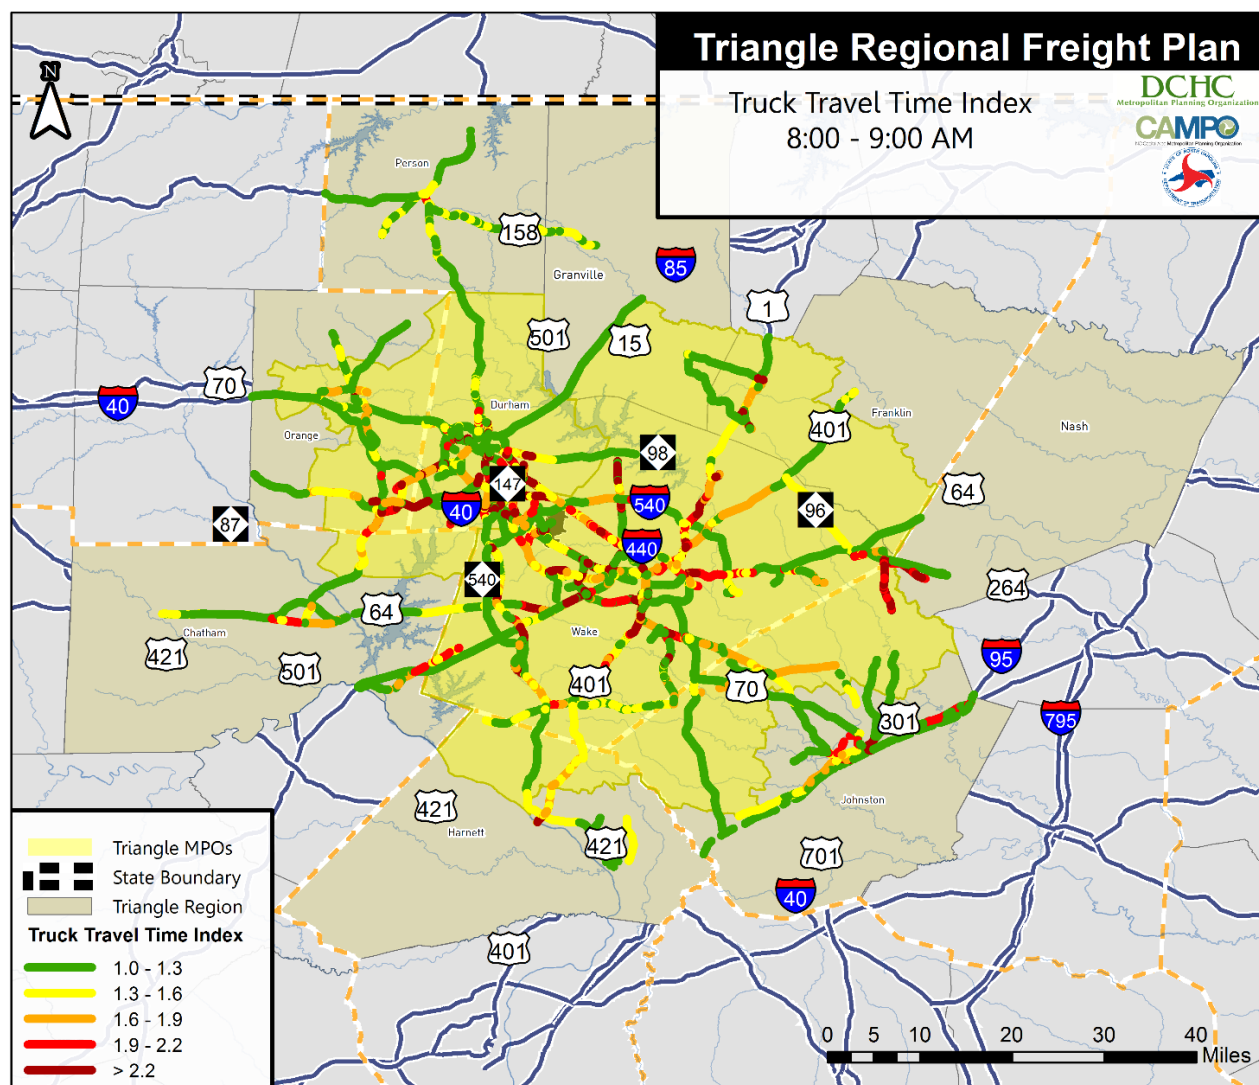 Triangle Regional Freight Plan
Truck Travel Time Index
8:00 - 9:00 AM
DCHC
Metropolitan Planning Organization
CAMPO
N
Person
158
85
Granville
1
501
15
70
40
Durham
Franklin
401
Nash
Orange
98
147
64
40
540
96
87
440
540
264
64
Wake
Chatham
421
501
95
401
70
301
795
421
Harnett
Johnston
421
701
40
401
Triangle MPOs
State Boundary
Triangle Region
Truck Travel Time Index
1.0 - 1.3
1.3 - 1.6
1.6 - 1.9
1.9 - 2.2
> 2.2
0 5 10 20 30 40
Miles